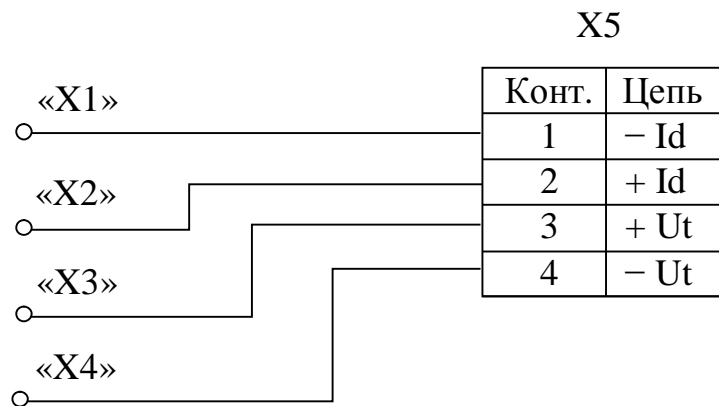 X5
Конт. Цепь
«X1»
1 − Id
«X2»
2 + Id
3 + Ut
«X3»
4 − Ut
«X4»